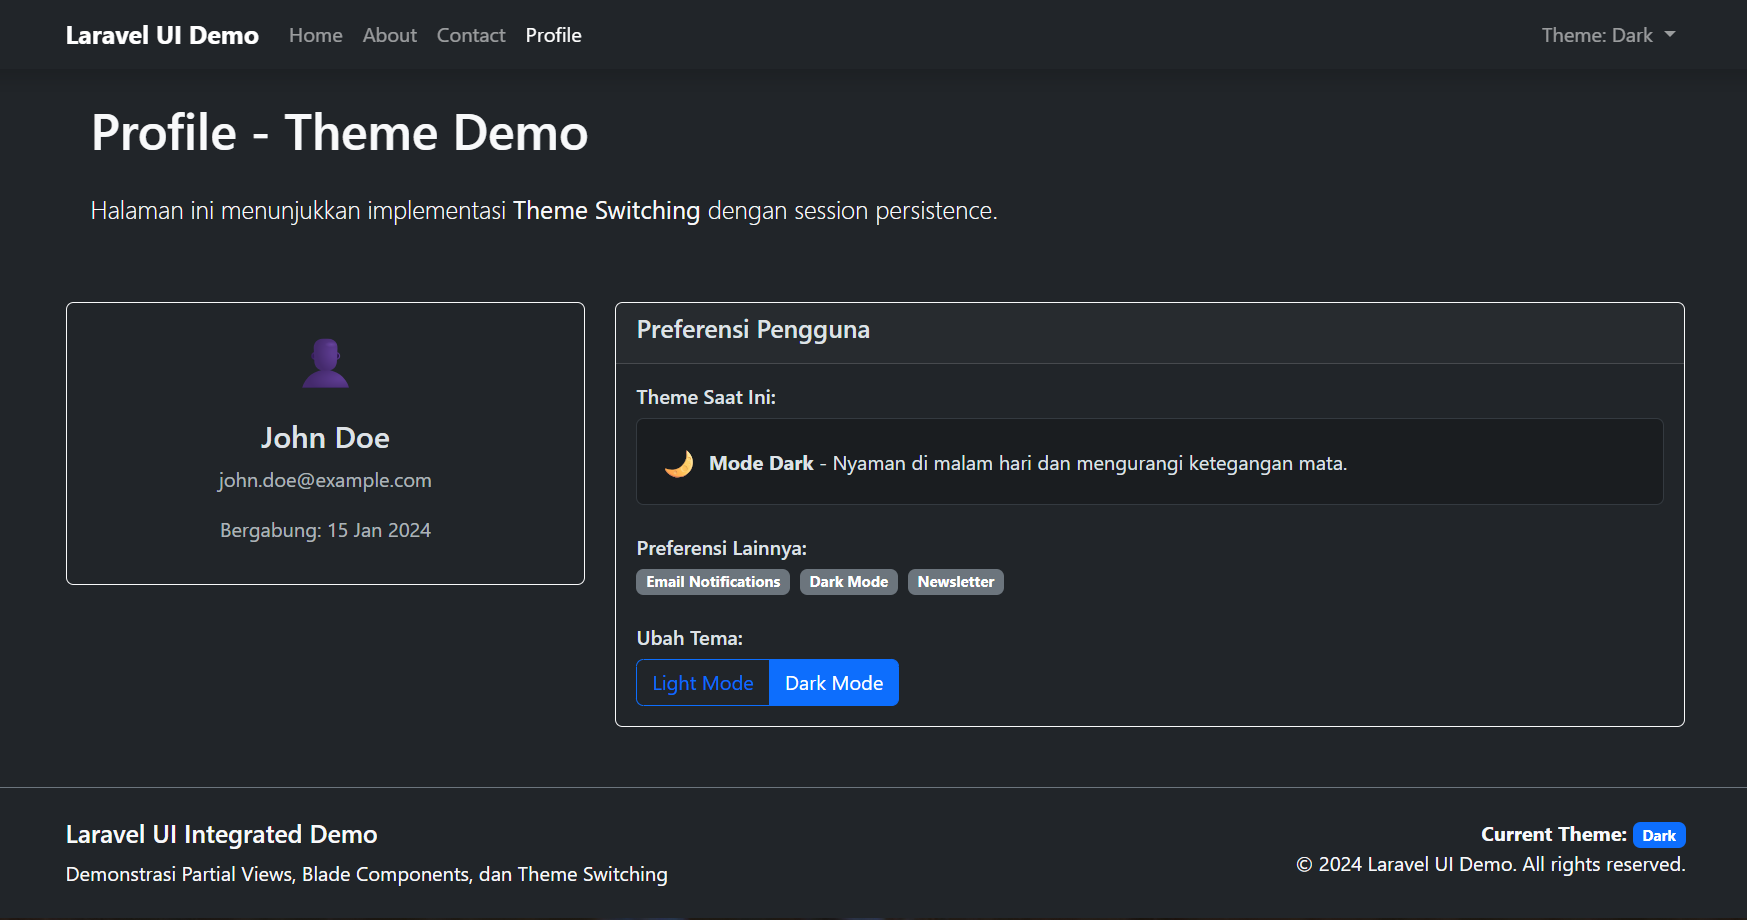 Laravel UI Demo Home About Contact Profile Theme: Dark
Profile - Theme Demo
Halaman ini menunjukkan implementasi Theme Switching dengan session persistence.
John Doe
john.doe@example.com
Bergabung: 15 Jan 2024
Preferensi Pengguna
Theme Saat Ini:
Mode Dark - Nyaman di malam hari dan mengurangi ketegangan mata.
Preferensi Lainnya:
Email Notifications Dark Mode Newsletter
Ubah Tema:
Light Mode Dark Mode
Laravel UI Integrated Demo
Demonstrasi Partial Views, Blade Components, dan Theme Switching
Current Theme: Dark
© 2024 Laravel UI Demo. All rights reserved.